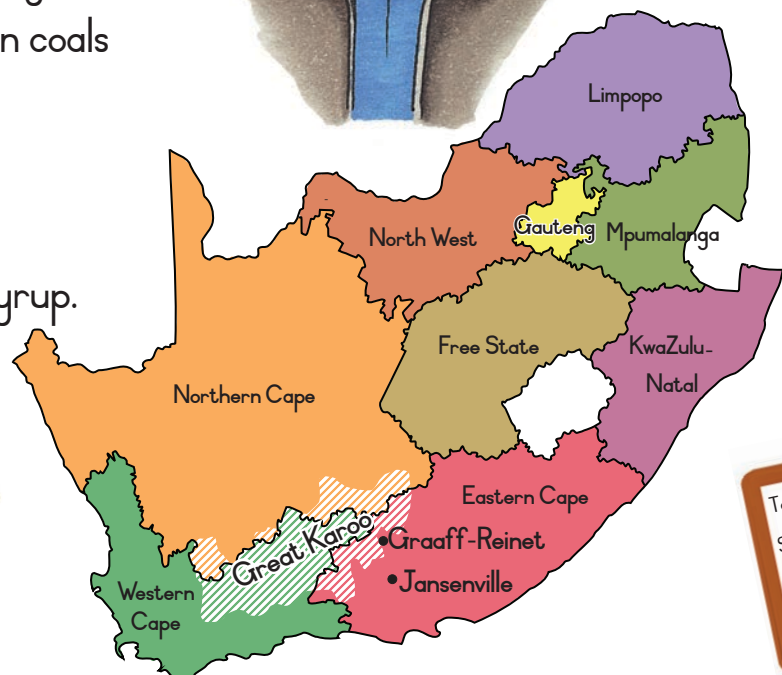 n coals
yrup.
Limpopo
North West
Gauteng
Mpumalanga
Free State
KwaZulu-
Natal
Northern Cape
Eastern Cape
Great Karoo
Graaff-Reinet
Jansenville
Western
Cape